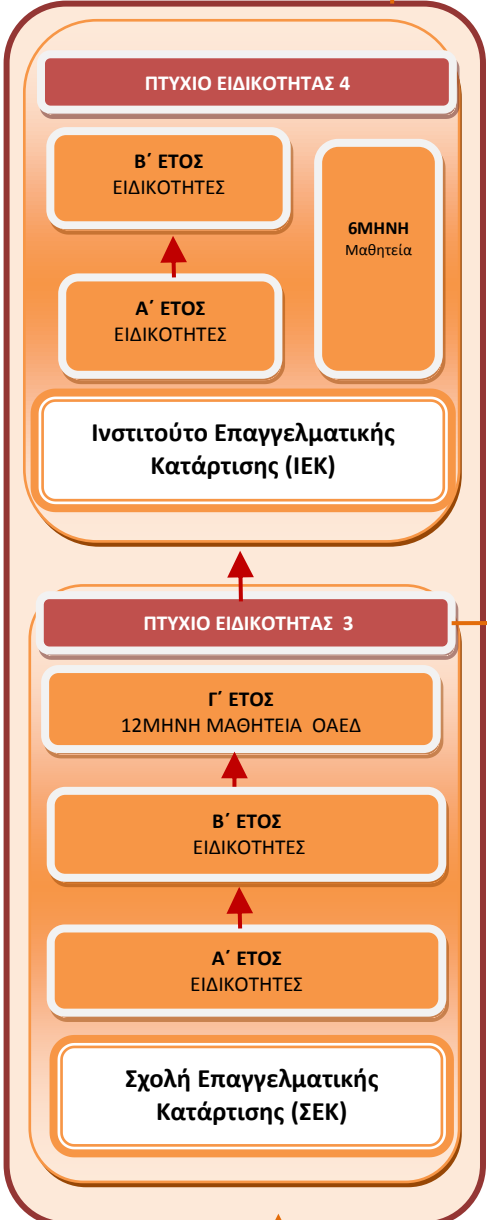 ΠΤΥΧΙΟ ΕΙΔΙΚΟΤΗΤΑΣ 4
Β΄ ΕΤΟΣ
ΕΙΔΙΚΟΤΗΤΕΣ
6ΜΗΝΗ
Μαθητεία
Α΄ ΕΤΟΣ
ΕΙΔΙΚΟΤΗΤΕΣ
Ινστιτούτο Επαγγελματικής
Κατάρτισης (ΙΕΚ)
ΠΤΥΧΙΟ ΕΙΔΙΚΟΤΗΤΑΣ 3
Γ΄ ΕΤΟΣ
12ΜΗΝΗ ΜΑΘΗΤΕΙΑ ΟΑΕΔ
Β΄ ΕΤΟΣ
ΕΙΔΙΚΟΤΗΤΕΣ
Α΄ ΕΤΟΣ
ΕΙΔΙΚΟΤΗΤΕΣ
Σχολή Επαγγελματικής
Κατάρτισης (ΣΕΚ)